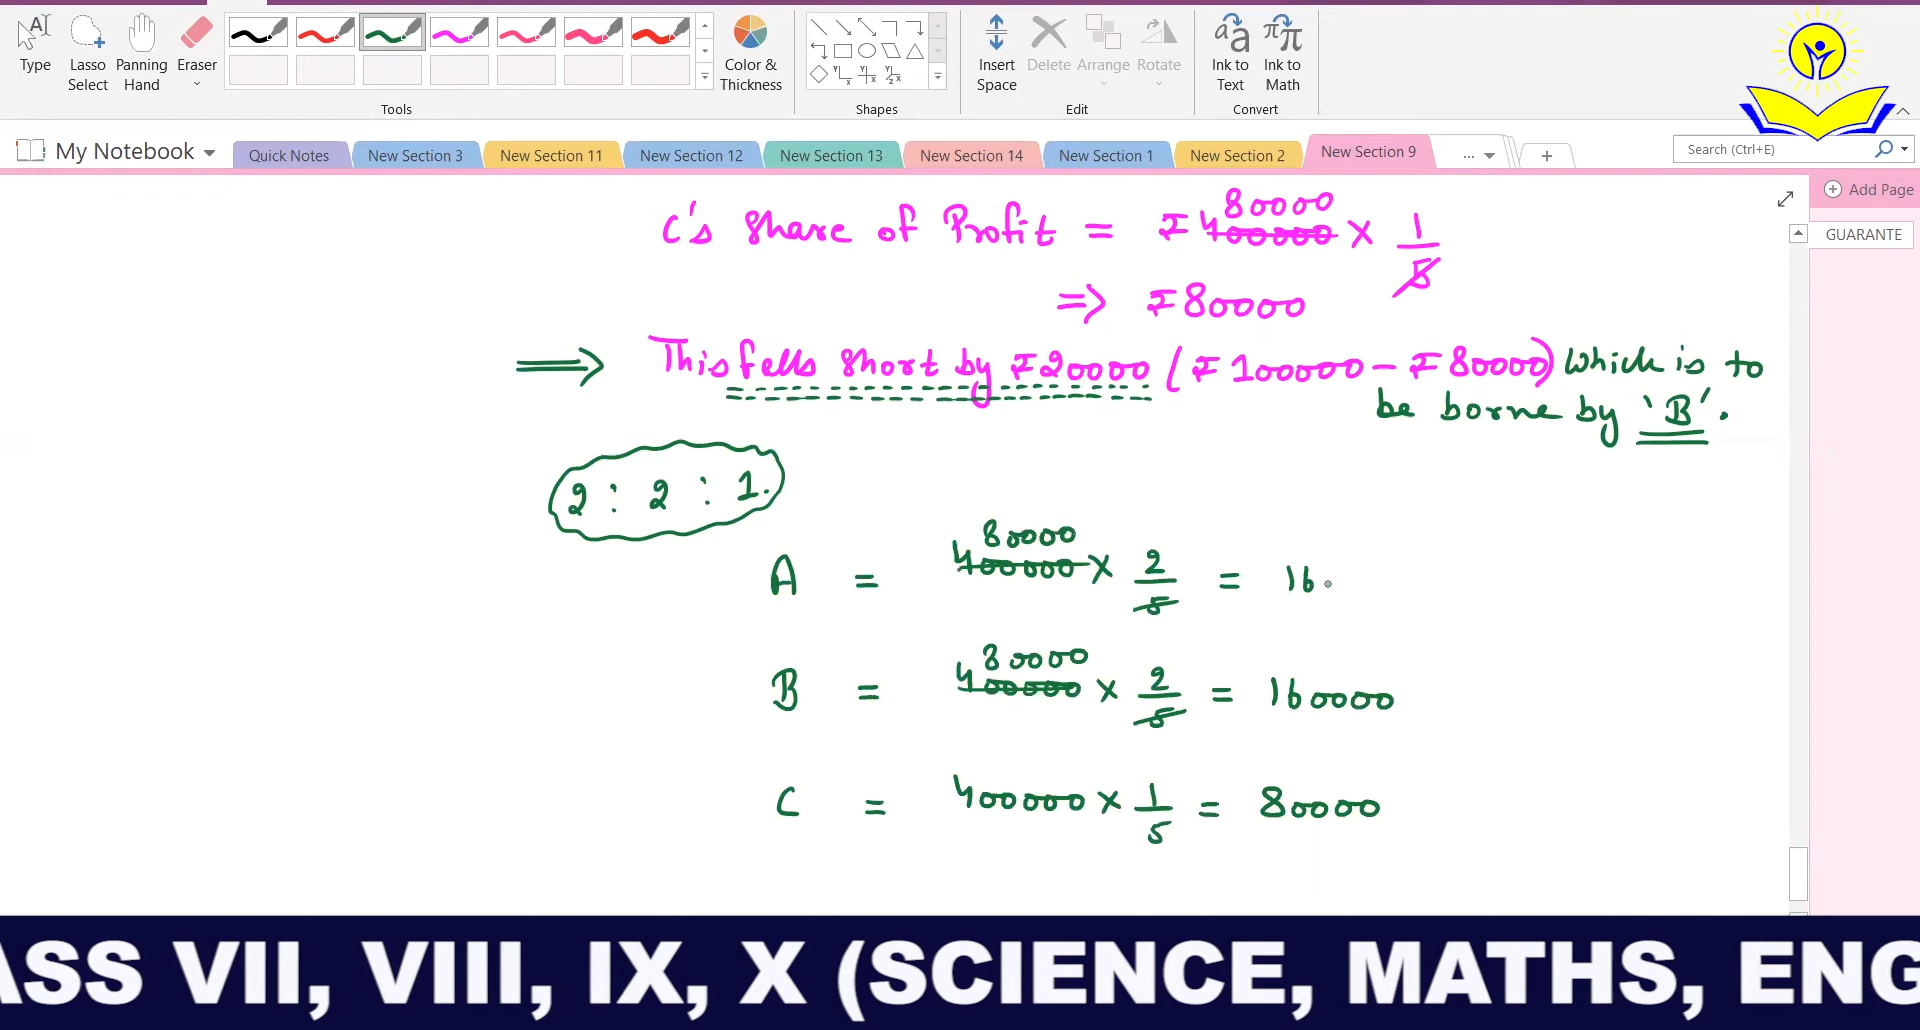 Type
Lasso Select
Panning Hand
Eraser
Color & Thickness
Insert Space
Delete
Arrange
Rotate
Ink to Text
Ink to Math
Tools
Shapes
Edit
Convert
My Notebook
Quick Notes
New Section 3
New Section 11
New Section 12
New Section 13
New Section 14
New Section 1
New Section 2
New Section 9
...
Search (Ctrl+E)
Add Page
GUARANTE
80000
C's Share of Profit = ₹400000 × 1/5
=> ₹80000
=> This fells Short by ₹20000 (₹100000 - ₹80000) Which is to
be borne by 'B'.
2 : 2 : 1.
80000
A = 400000 × 2/5 = 16
80000
B = 400000 × 2/5 = 160000
C = 400000 × 1/5 = 80000
ASS VII, VIII, IX, X (SCIENCE, MATHS, ENG